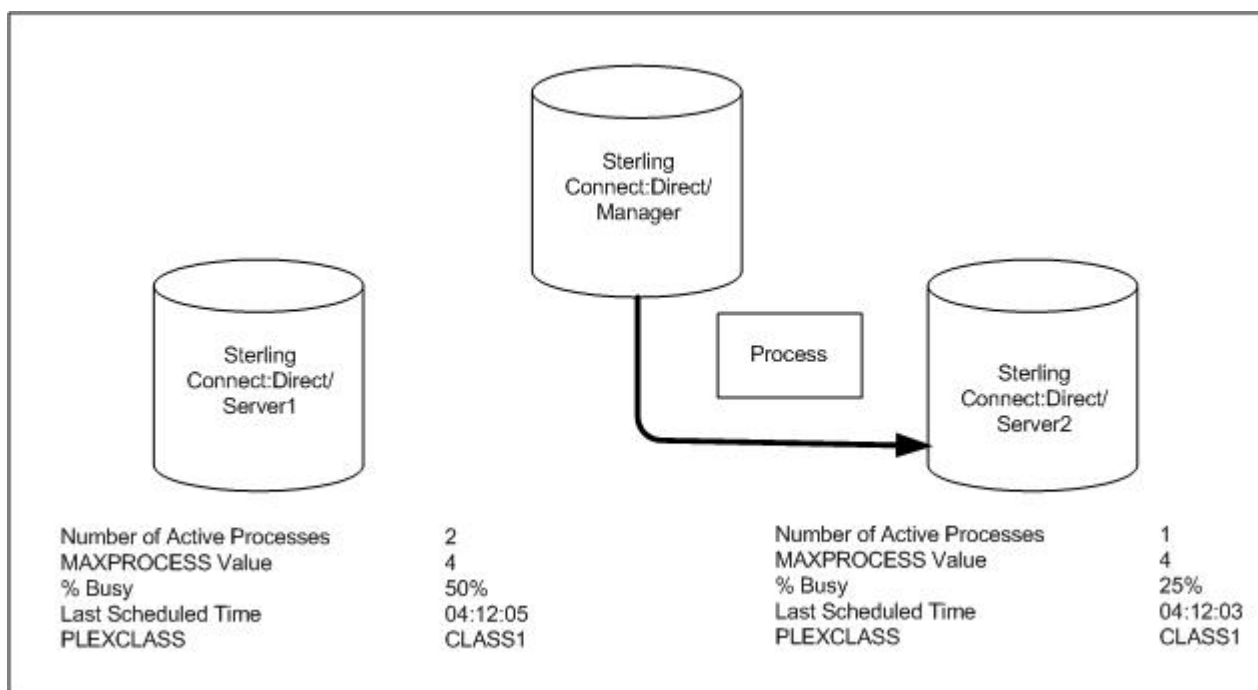 Sterling
Connect:Direct/
Manager
Process
Sterling
Connect:Direct/
Server1
Sterling
Connect:Direct/
Server2
Number of Active Processes 2
MAXPROCESS Value 4
% Busy 50%
Last Scheduled Time 04:12:05
PLEXCLASS CLASS1
Number of Active Processes 1
MAXPROCESS Value 4
% Busy 25%
Last Scheduled Time 04:12:03
PLEXCLASS CLASS1